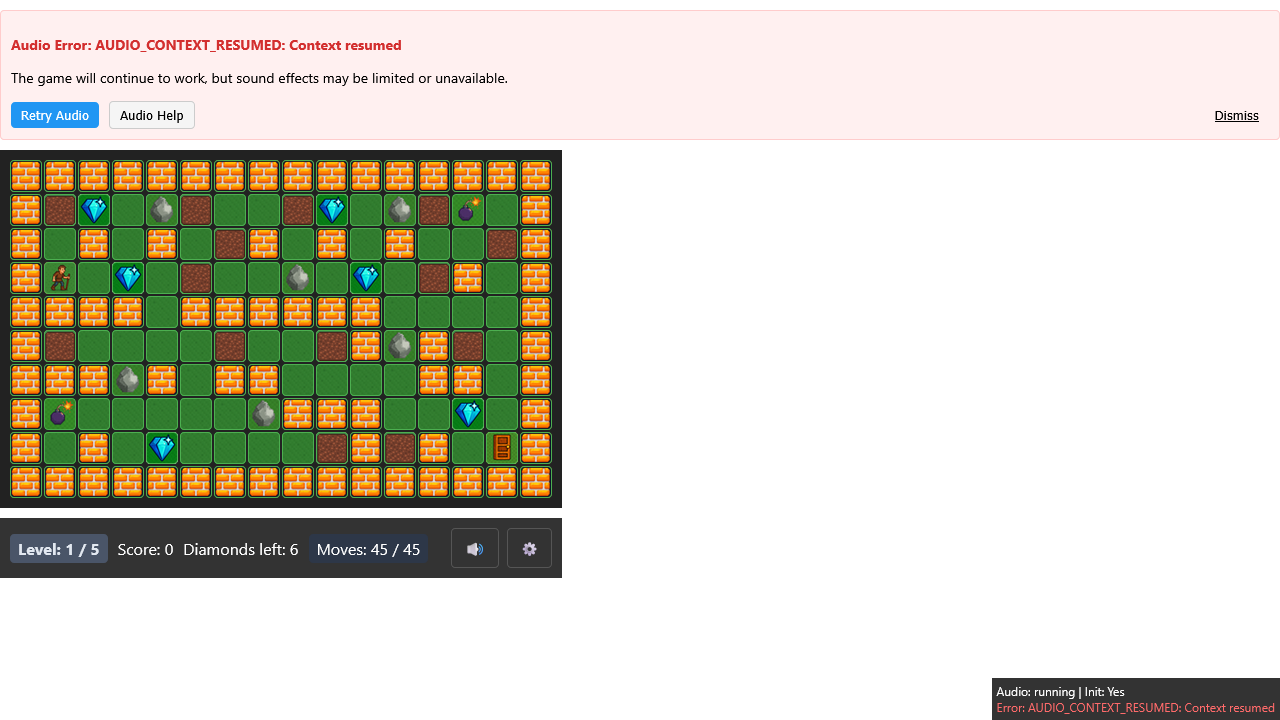 Audio Error: AUDIO_CONTEXT_RESUMED: Context resumed
The game will continue to work, but sound effects may be limited or unavailable.
Retry Audio
Audio Help
Dismiss
Level: 1 / 5
Score: 0
Diamonds left: 6
Moves: 45 / 45
Audio: running | Init: Yes
Error: AUDIO_CONTEXT_RESUMED: Context resumed